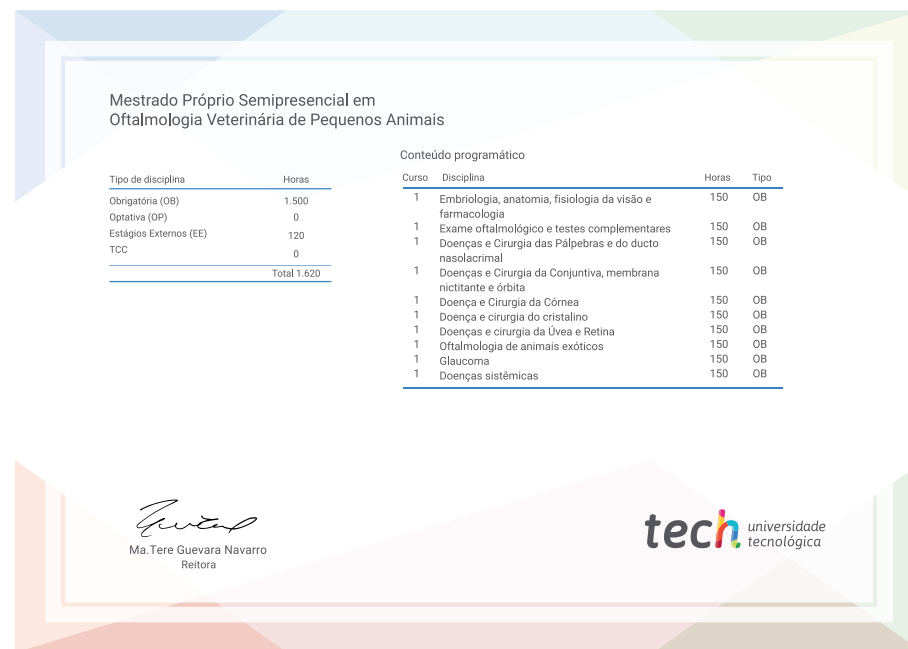 Mestrado Próprio Semipresencial em
Oftalmologia Veterinária de Pequenos Animais
Tipo de disciplina Horas
Obrigatória (OB) 1.500
Optativa (OP) 0
Estágios Externos (EE) 120
TCC 0
Total 1.620
Conteúdo programático
Curso Disciplina Horas Tipo
1 Embriologia, anatomia, fisiologia da visão e 150 OB
farmacologia
1 Exame oftalmológico e testes complementares 150 OB
1 Doenças e Cirurgia das Pálpebras e do ducto 150 OB
nasolacrimal
1 Doenças e Cirurgia da Conjuntiva, membrana 150 OB
nictitante e órbita
1 Doença e Cirurgia da Córnea 150 OB
1 Doença e cirurgia do cristalino 150 OB
1 Doenças e cirurgia da Úvea e Retina 150 OB
1 Oftalmologia de animais exóticos 150 OB
1 Glaucoma 150 OB
1 Doenças sistêmicas 150 OB
Ma.Tere Guevara Navarro
Reitora
tech universidade
tecnológica